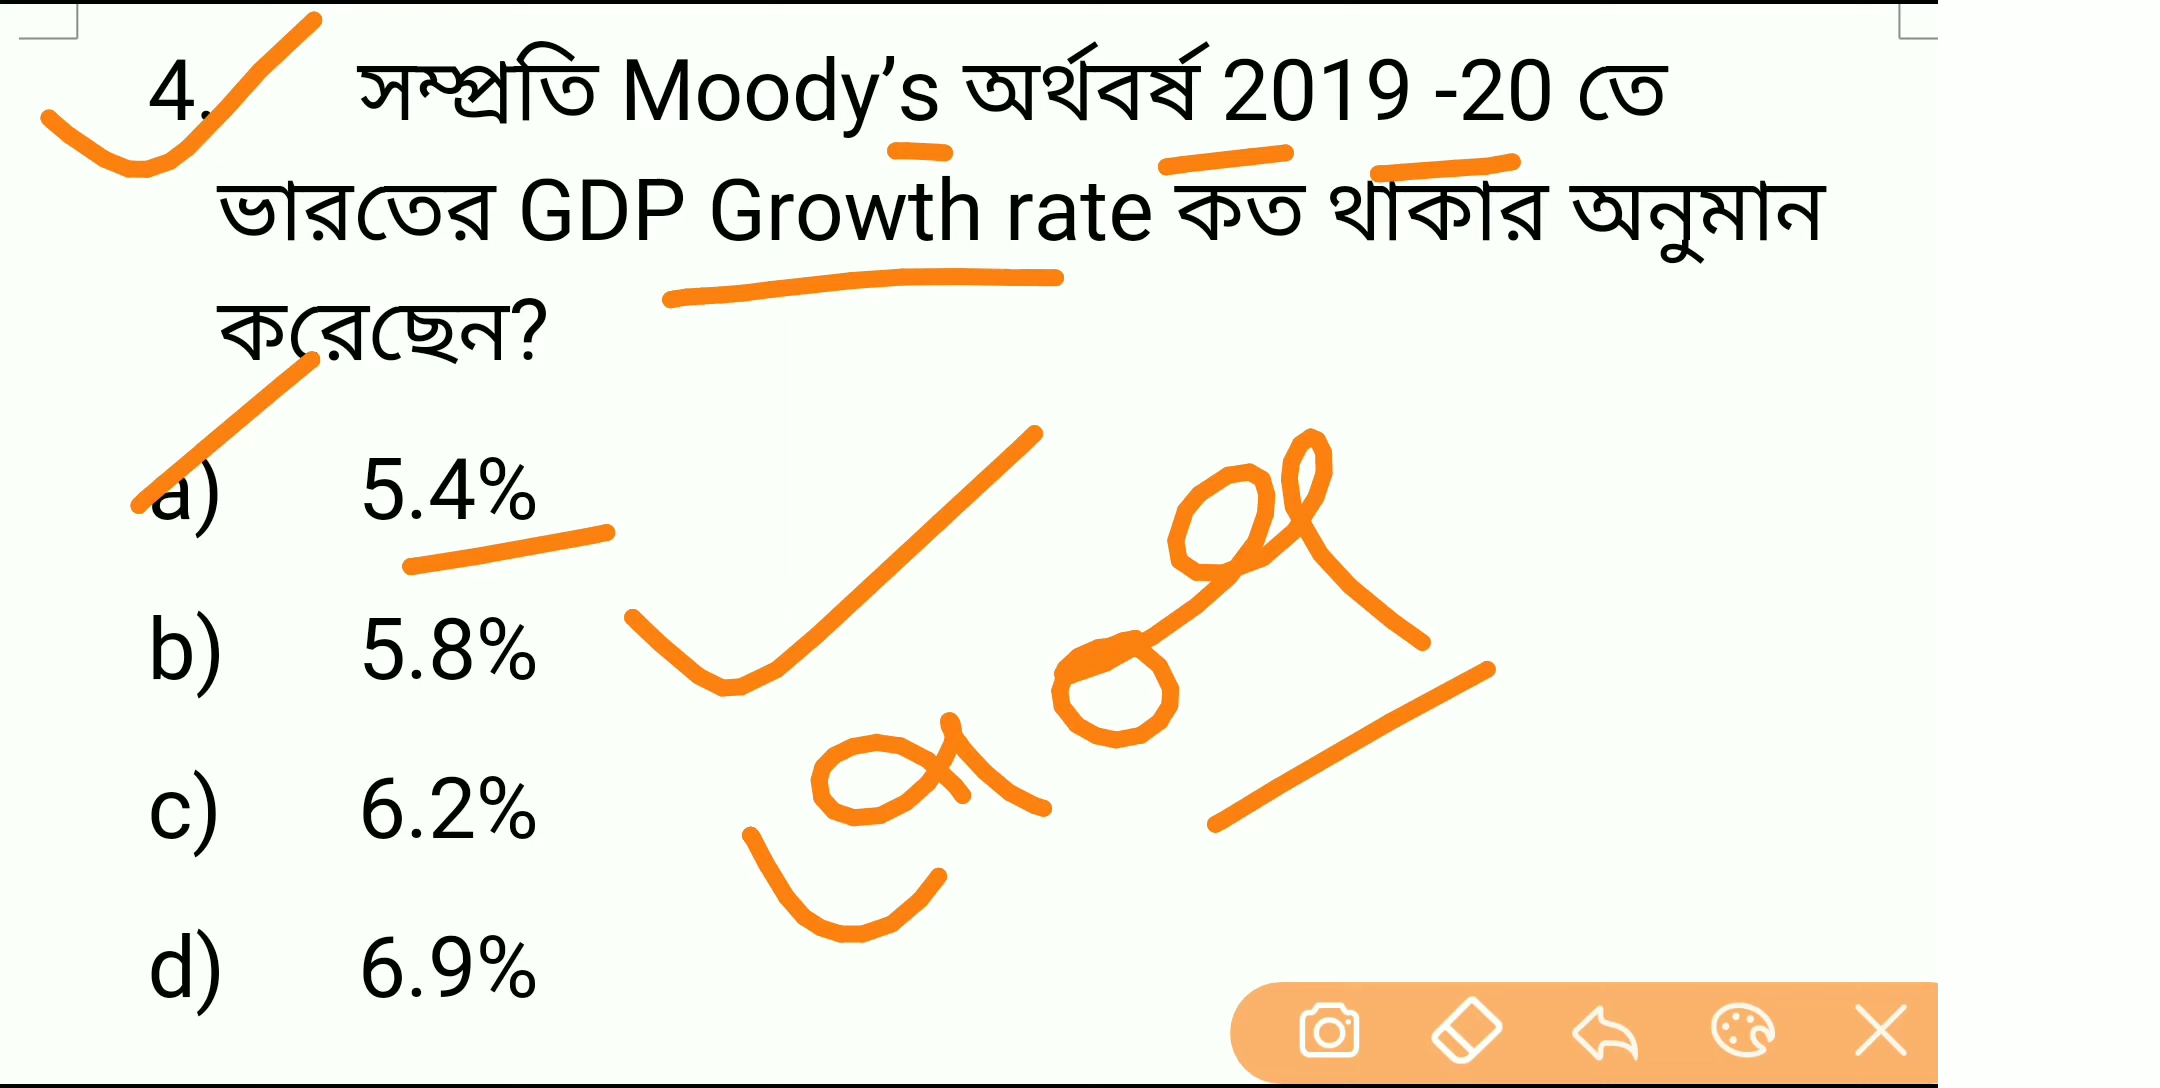 4. সম্প্রতি Moody’s অর্থবর্ষ 2019 -20 তে
ভারতের GDP Growth rate কত থাকার অনুমান
করেছেন?
a) 5.4%
b) 5.8%
c) 6.2%
d) 6.9%